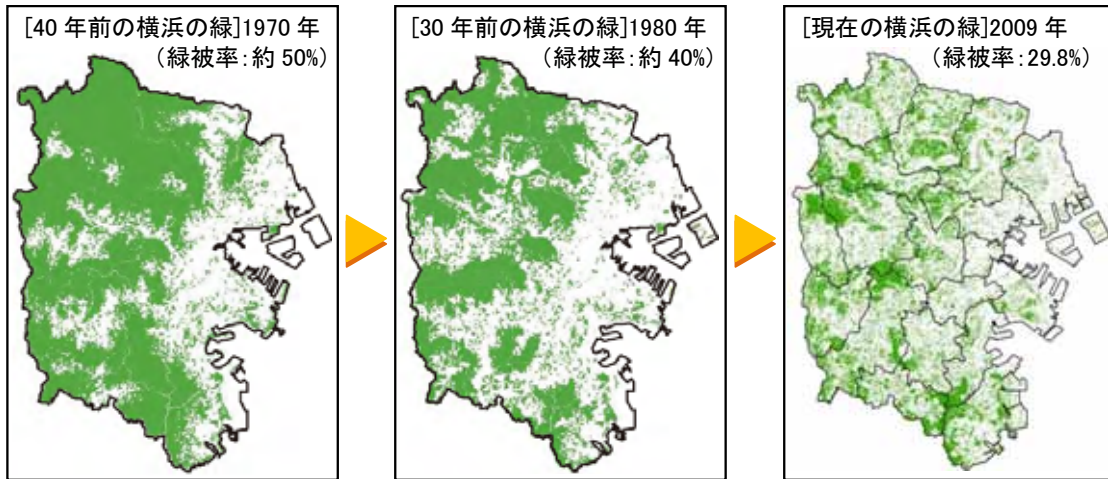 [40 年前の横浜の緑]1970 年
（緑被率：約 50%）
[30 年前の横浜の緑]1980 年
（緑被率：約 40%）
[現在の横浜の緑]2009 年
（緑被率：29.8%）